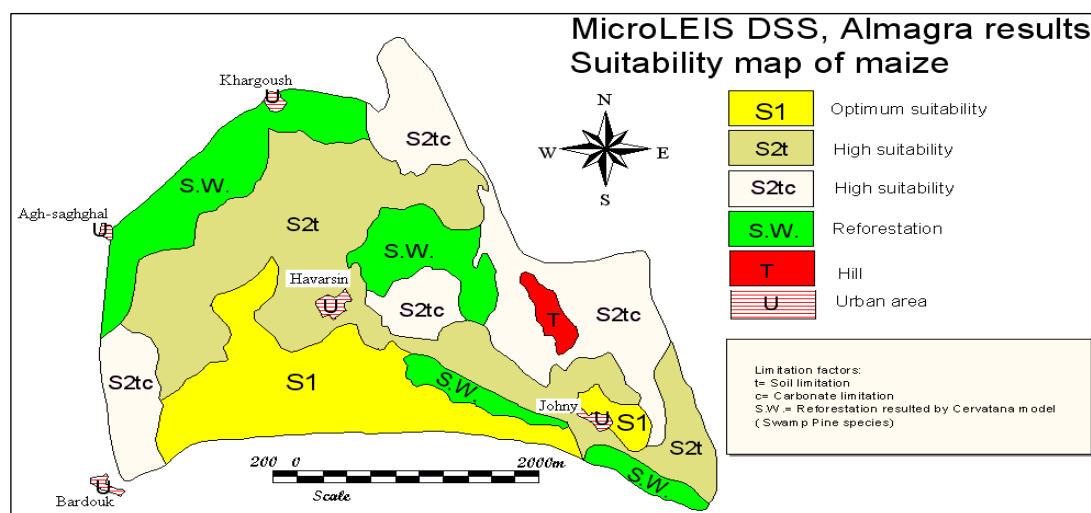 MicroLEIS DSS, Almagra results
Suitability map of maize
N
W E
S
S1 Optimum suitability
S2t High suitability
S2tc High suitability
S.W. Reforestation
T Hill
U Urban area
Limitation factors:
t= Soil limitation
c= Carbonate limitation
S.W.= Reforestation resulted by Cervatana model
( Swamp Pine species)
Khargoush
U
S2tc
S.W.
Agh-saghghal
U
S2t
S.W.
Havarsin
U
S2tc
T
S2tc
S2tc
S1
S.W.
Johny
U
S1
S2t
S.W.
200 0 2000m
Scale
U
Bardouk